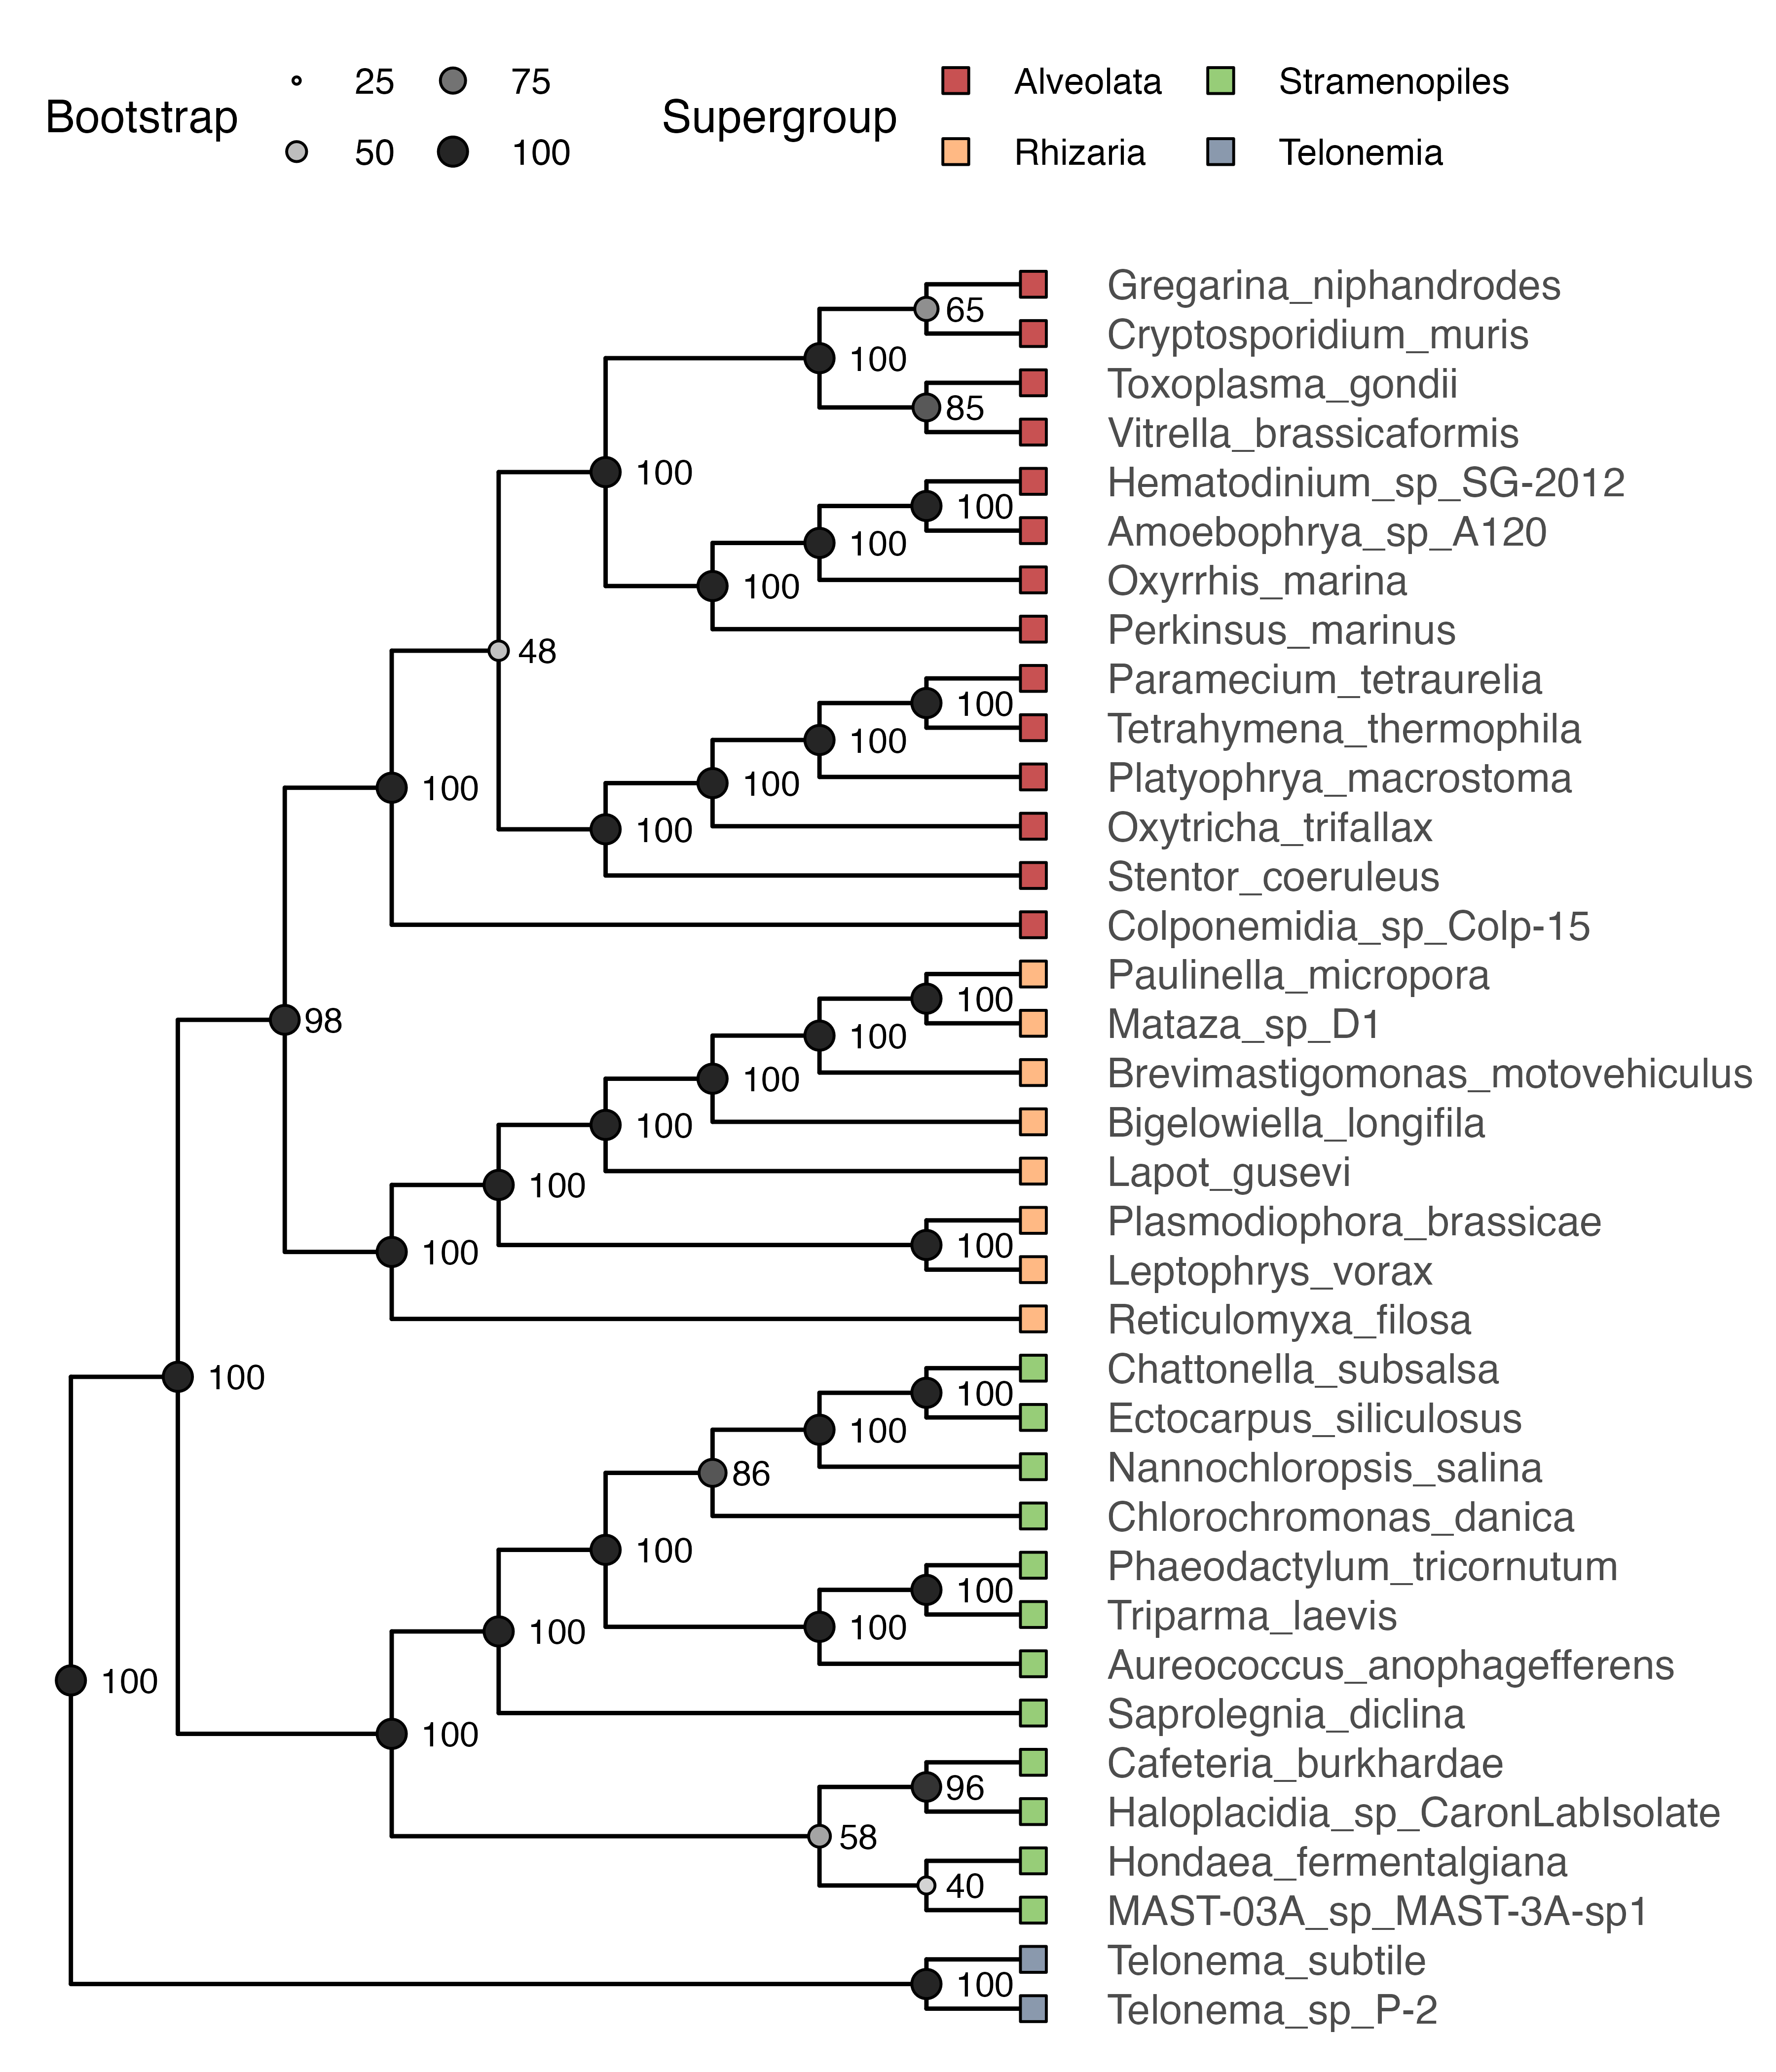 Bootstrap
25
75
50
100
Supergroup
Alveolata
Stramenopiles
Rhizaria
Telonemia
Gregarina_niphandrodes
65
Cryptosporidium_muris
100
Toxoplasma_gondii
85
Vitrella_brassicaformis
100
Hematodinium_sp_SG-2012
100
Amoebophrya_sp_A120
100
Oxyrrhis_marina
100
Perkinsus_marinus
48
Paramecium_tetraurelia
100
Tetrahymena_thermophila
100
Platyophrya_macrostoma
100
100
Oxytricha_trifallax
100
Stentor_coeruleus
Colponemidia_sp_Colp-15
Paulinella_micropora
100
98
Mataza_sp_D1
100
Brevimastigomonas_motovehiculus
100
Bigelowiella_longifila
100
Lapot_gusevi
100
Plasmodiophora_brassicae
100
100
Leptophrys_vorax
Reticulomyxa_filosa
Chattonella_subsalsa
100
100
Ectocarpus_siliculosus
100
Nannochloropsis_salina
86
Chlorochromonas_danica
100
Phaeodactylum_tricornutum
100
Triparma_laevis
100
100
Aureococcus_anophagefferens
100
Saprolegnia_diclina
100
Cafeteria_burkhardae
96
Haloplacidia_sp_CaronLabIsolate
58
Hondaea_fermentalgiana
40
MAST-03A_sp_MAST-3A-sp1
Telonema_subtile
100
Telonema_sp_P-2